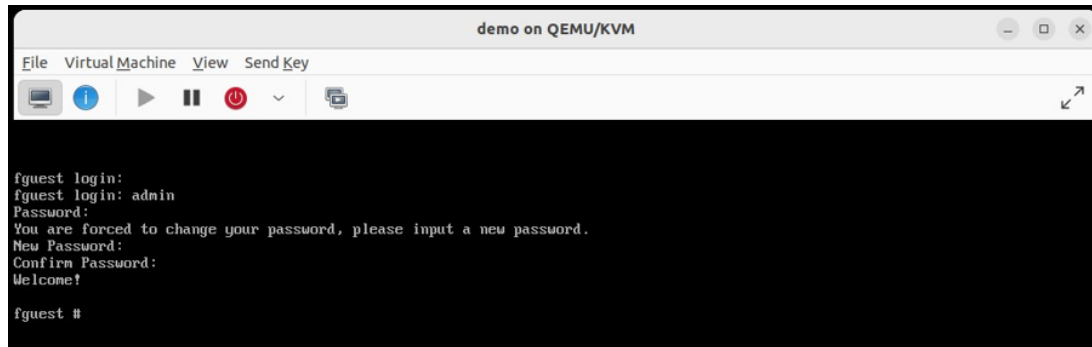 demo on QEMU/KVM
File Virtual Machine View Send Key
fguest login:
fguest login: admin
Password:
You are forced to change your password, please input a new password.
New Password:
Confirm Password:
Welcome!
fguest #